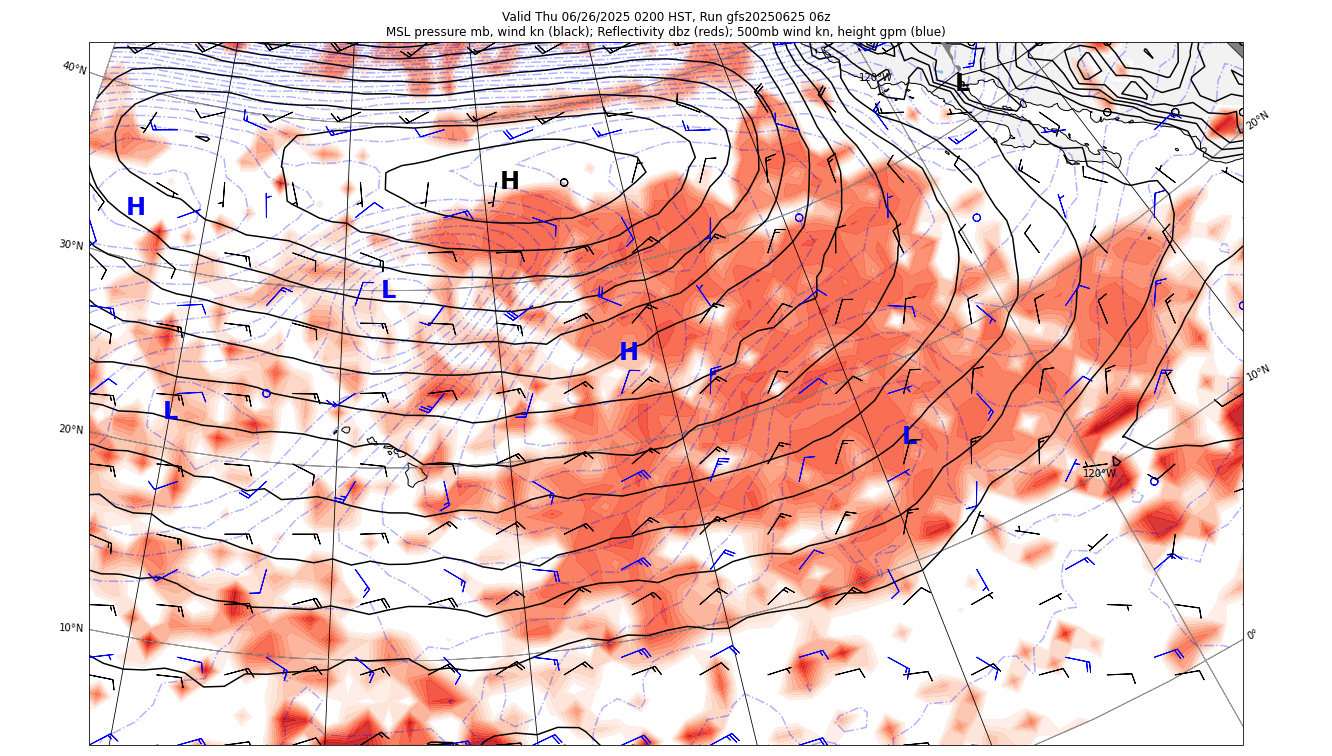 Valid Thu 06/26/2025 0200 HST, Run gfs20250625 06z
MSL pressure mb, wind kn (black); Reflectivity dbz (reds); 500mb wind kn, height gpm (blue)
40°N
120°W
L
20°N
H
H
30°N
L
H
10°N
L
20°N
L
120°W
10°N
0°